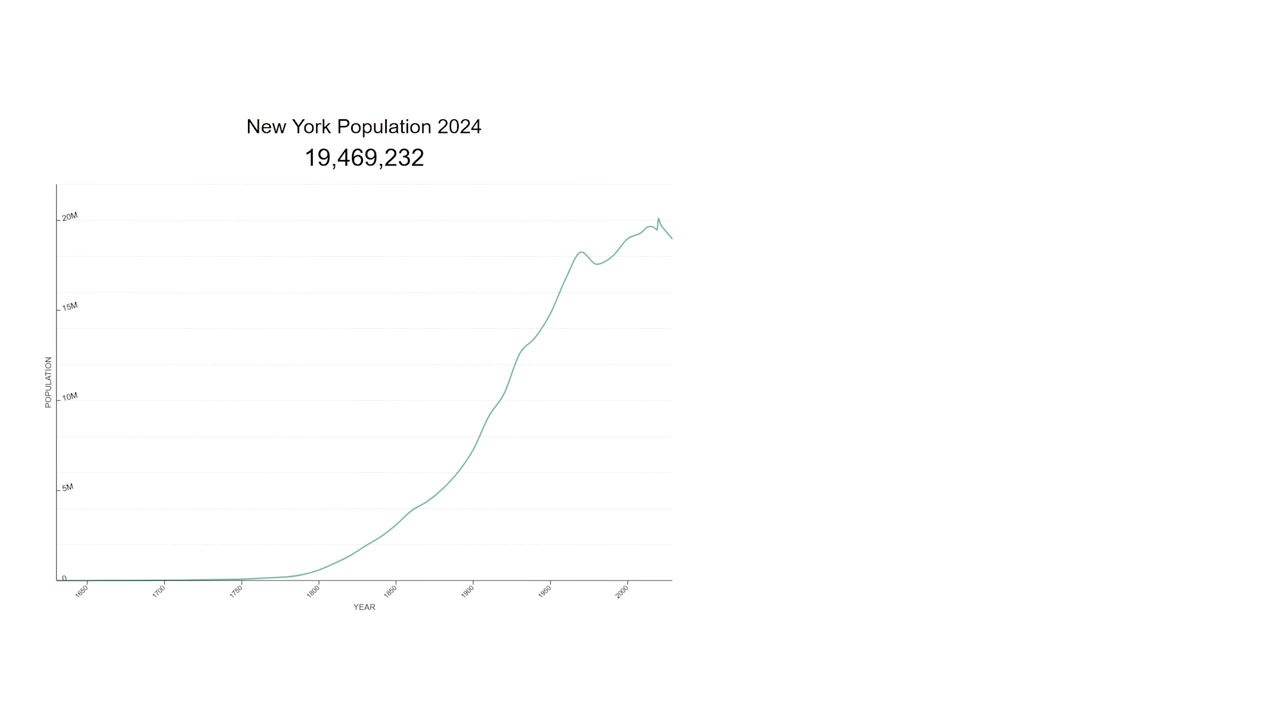 New York Population 2024
19,469,232
20M
15M
10M
5M
0
POPULATION
1650 1700 1750 1800 1850 1900 1950 2000
YEAR